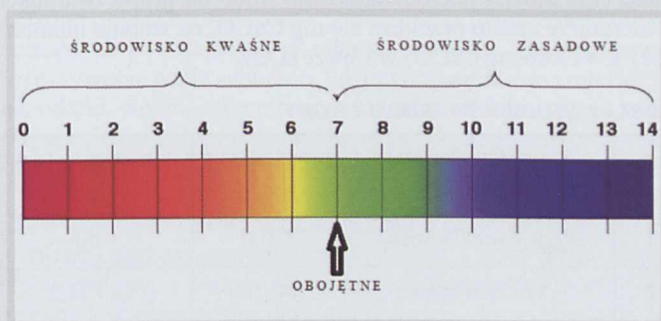 ŚRODOWISKO KWAŚNE ŚRODOWISKO ZASADOWE
0 1 2 3 4 5 6 7 8 9 10 11 12 13 14
OBOJĘTNE